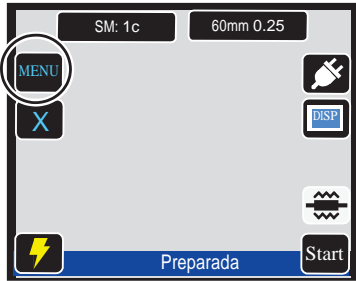 SM: 1c
60mm 0.25
MENU
X
DISP
Preparada
Start